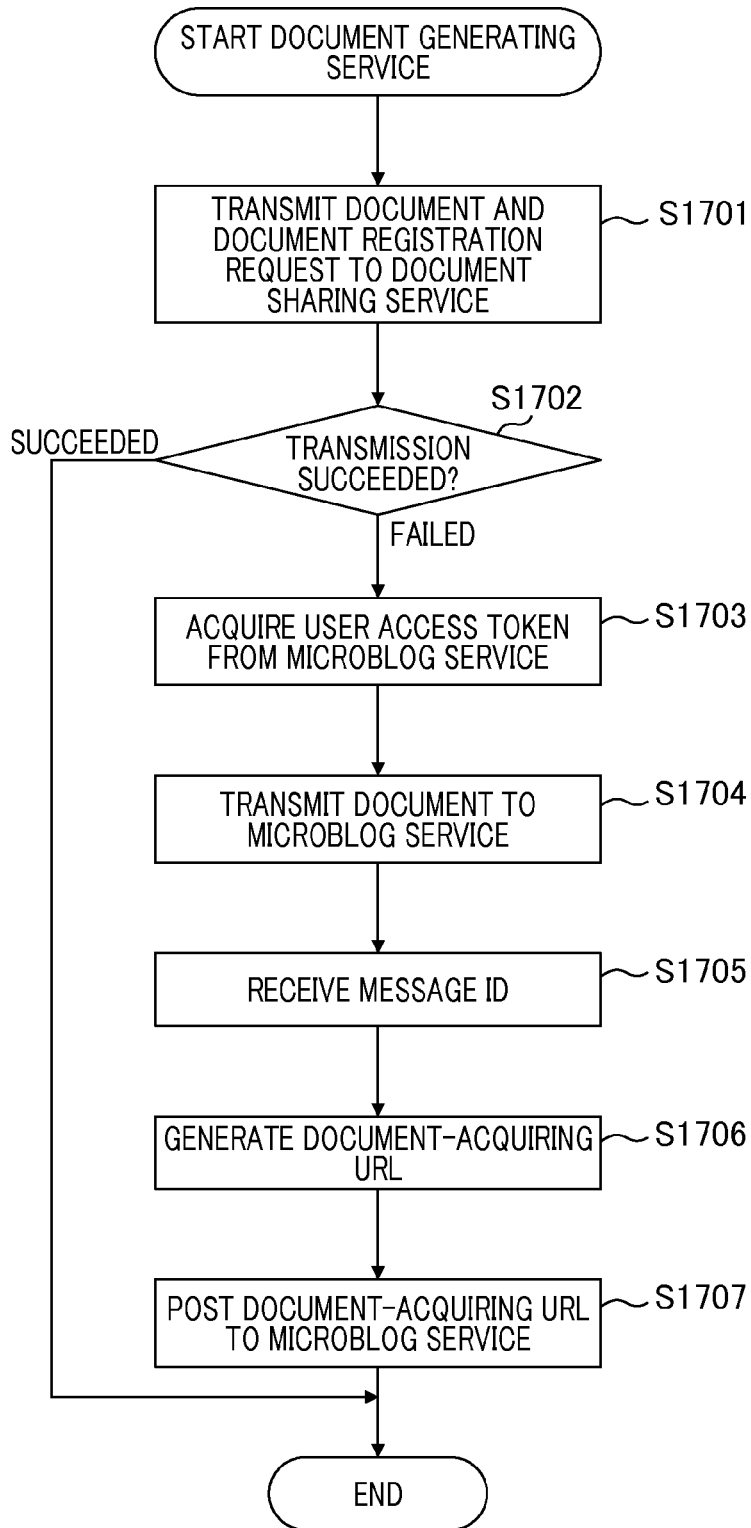 START DOCUMENT GENERATING
SERVICE
TRANSMIT DOCUMENT AND
DOCUMENT REGISTRATION
REQUEST TO DOCUMENT
SHARING SERVICE
S1701
S1702
SUCCEEDED
TRANSMISSION
SUCCEEDED?
FAILED
ACQUIRE USER ACCESS TOKEN
FROM MICROBLOG SERVICE
S1703
TRANSMIT DOCUMENT TO
MICROBLOG SERVICE
S1704
RECEIVE MESSAGE ID
S1705
GENERATE DOCUMENT-ACQUIRING
URL
S1706
POST DOCUMENT-ACQUIRING URL
TO MICROBLOG SERVICE
S1707
END